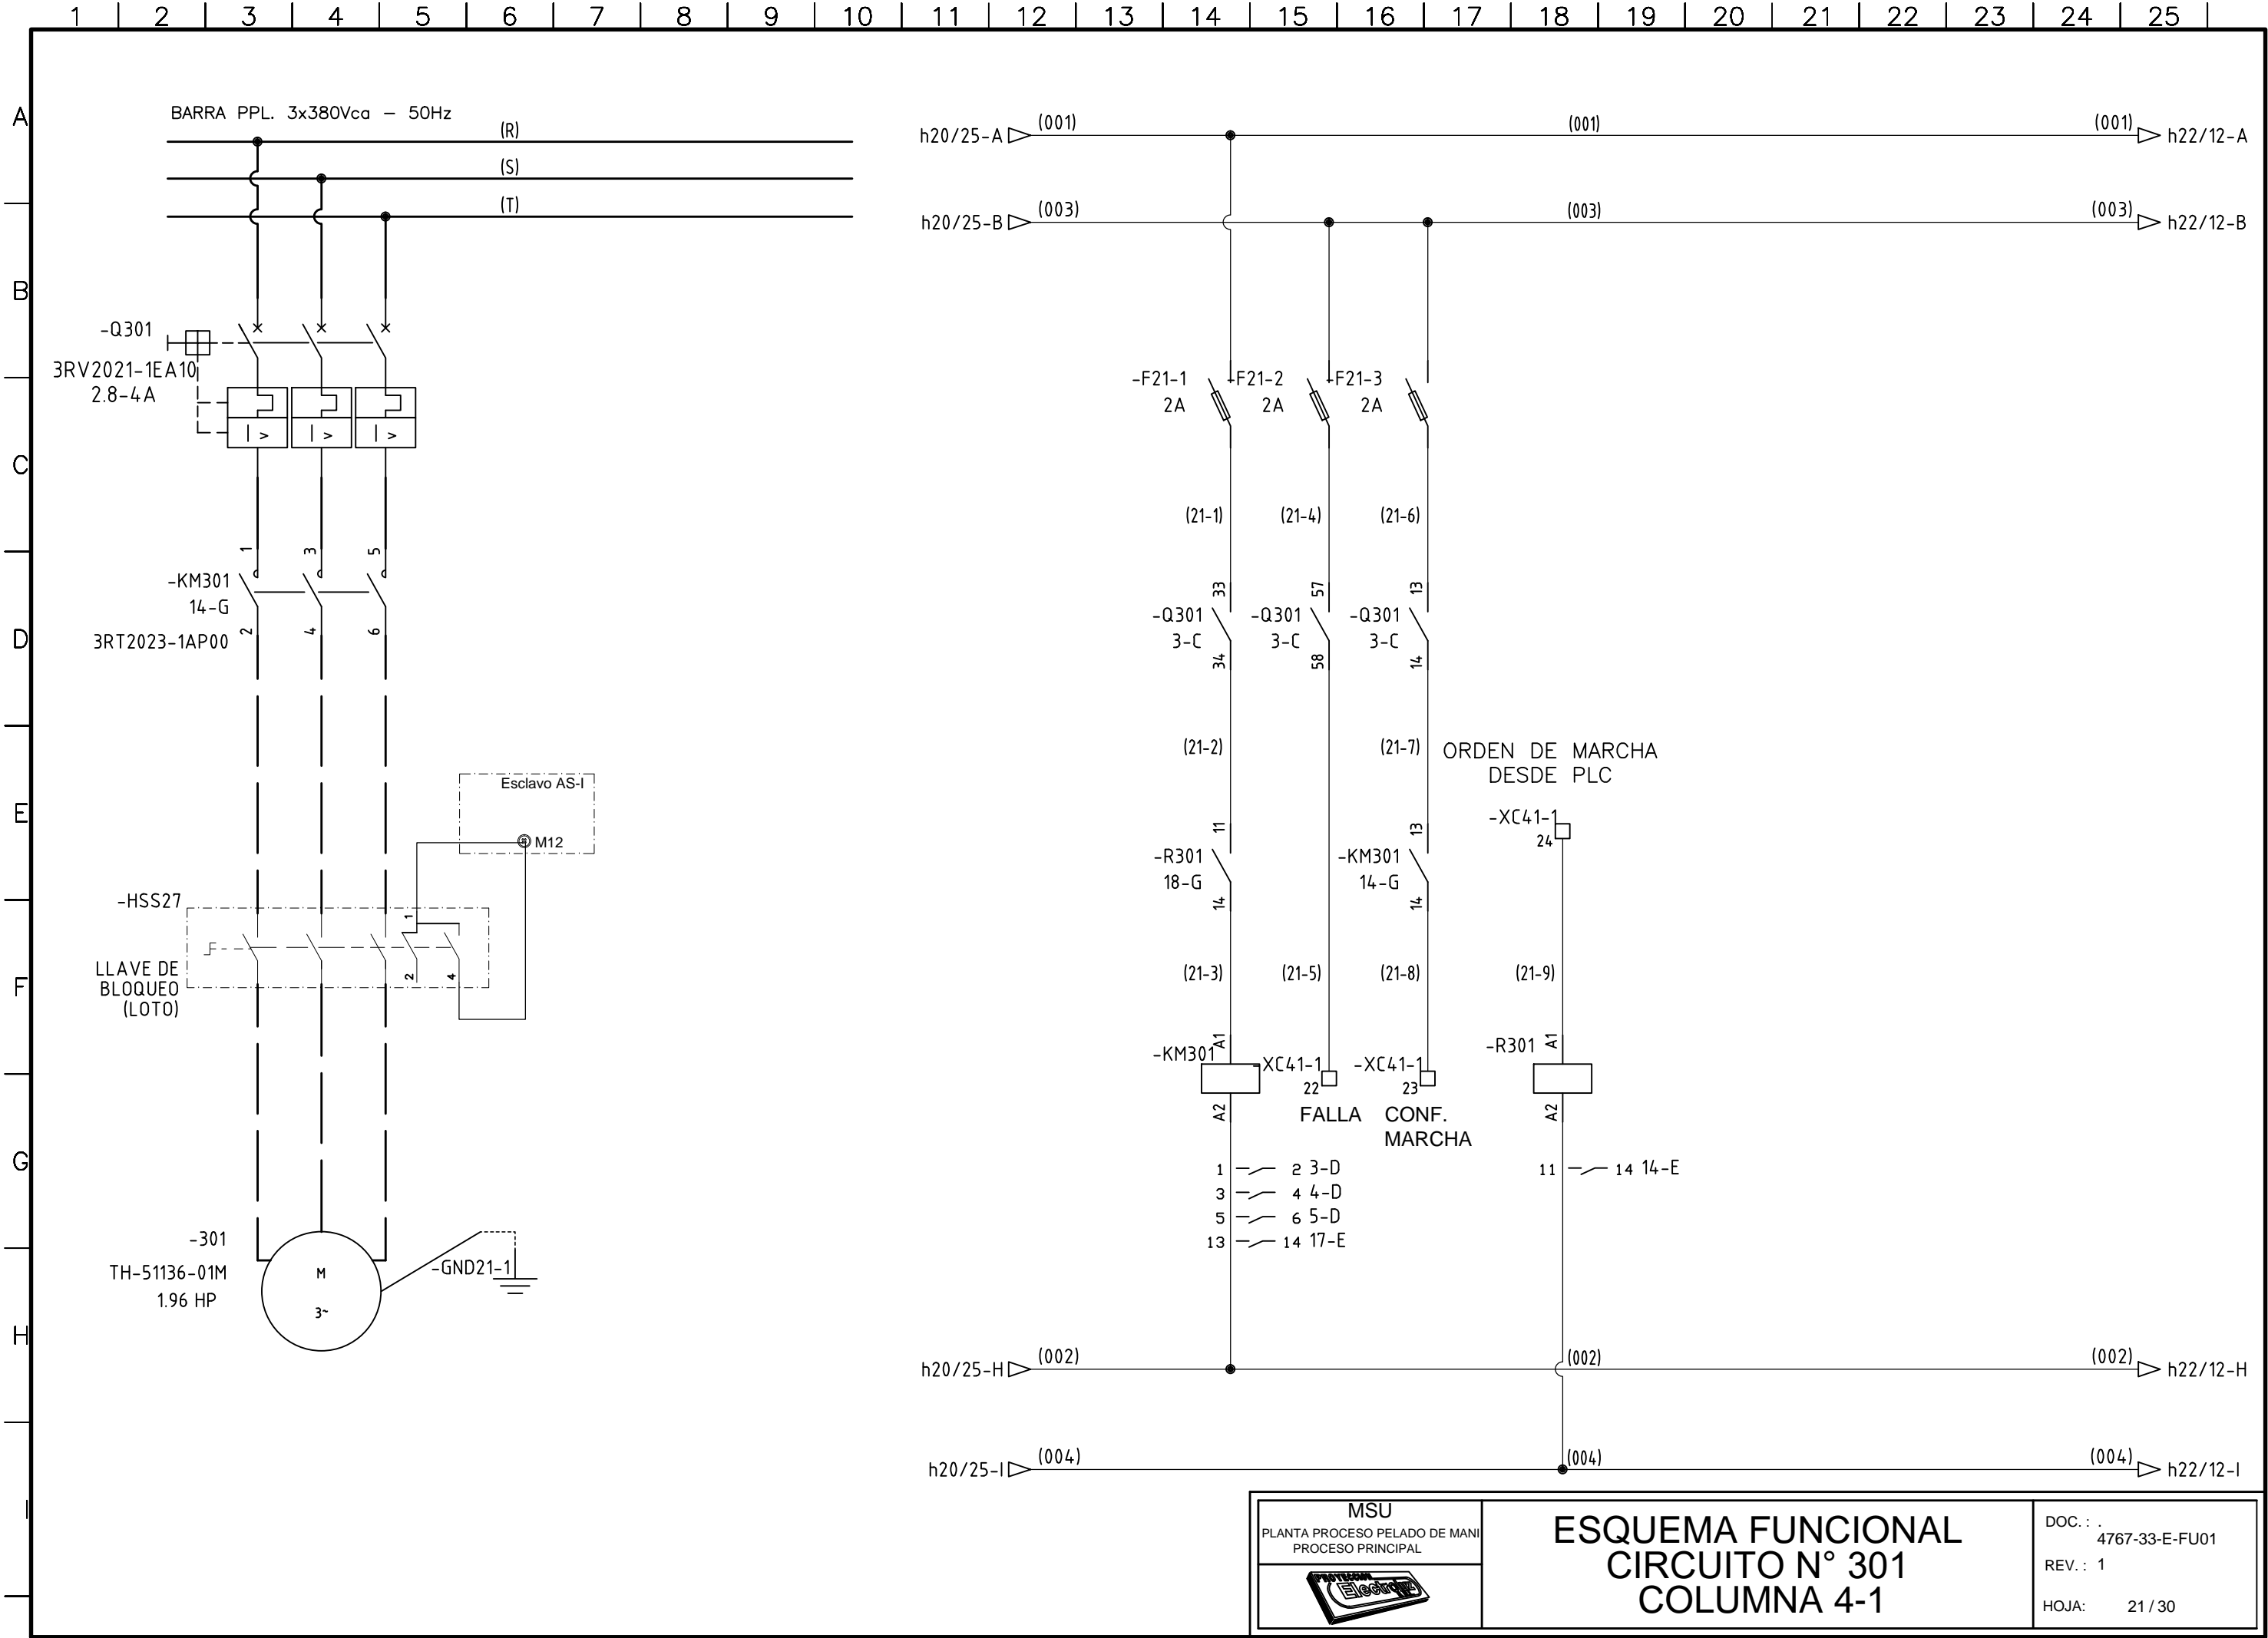 1 2 3 4 5 6 7 8 9 10 11 12 13 14 15 16 17 18 19 20 21 22 23 24 25
A
B
C
D
E
F
G
H
I
BARRA PPL. 3x380Vca – 50Hz
(R)
(S)
(T)
-Q301
3RV2021-1EA10
2.8-4A
I > I > I >
1 3 5
-KM301
14-G
2 4 6
3RT2023-1AP00
Esclavo AS-I
M12
-HSS27
1
2 4
LLAVE DE
BLOQUEO
(LOTO)
-301
TH-51136-01M
1.96 HP
M
3~
-GND21-1
h20/25-A (001) (001) (001) h22/12-A
h20/25-B (003) (003) (003) h22/12-B
-F21-1 -F21-2 -F21-3
2A 2A 2A
(21-1) (21-4) (21-6)
33 57 13
-Q301 -Q301 -Q301
3-C 3-C 3-C
34 58 14
(21-2) (21-7)
ORDEN DE MARCHA
DESDE PLC
-XC41-1
24
11 13
-R301 -KM301
18-G 14-G
14 14
(21-3) (21-5) (21-8) (21-9)
A1 A1
-KM301 -XC41-1 -XC41-1 -R301
22 23
A2 A2
FALLA CONF.
MARCHA
1 2 3-D
3 4 4-D
5 6 5-D
13 14 17-E
11 14 14-E
h20/25-H (002) (002) (002) h22/12-H
h20/25-I (004) (004) (004) h22/12-I
MSU
PLANTA PROCESO PELADO DE MANI
PROCESO PRINCIPAL
PROTECCION
ESQUEMA FUNCIONAL
CIRCUITO N° 301
COLUMNA 4-1
DOC. : .
4767-33-E-FU01
REV. : 1
HOJA: 21 / 30